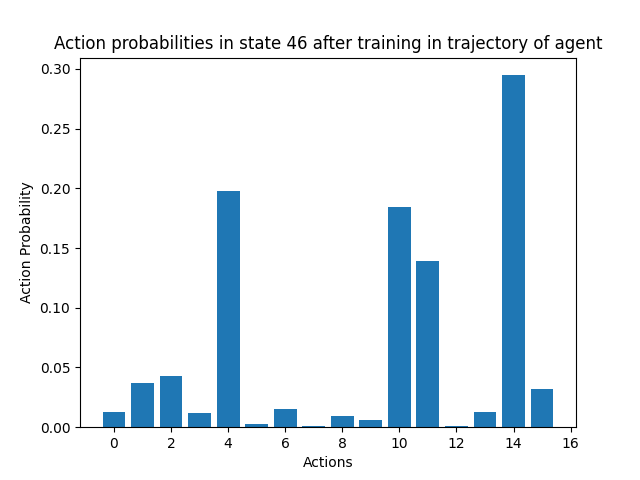 Action probabilities in state 46 after training in trajectory of agent
0.30
0.25
0.20
0.15
0.10
0.05
0.00
Action Probability
0 2 4 6 8 10 12 14 16
Actions